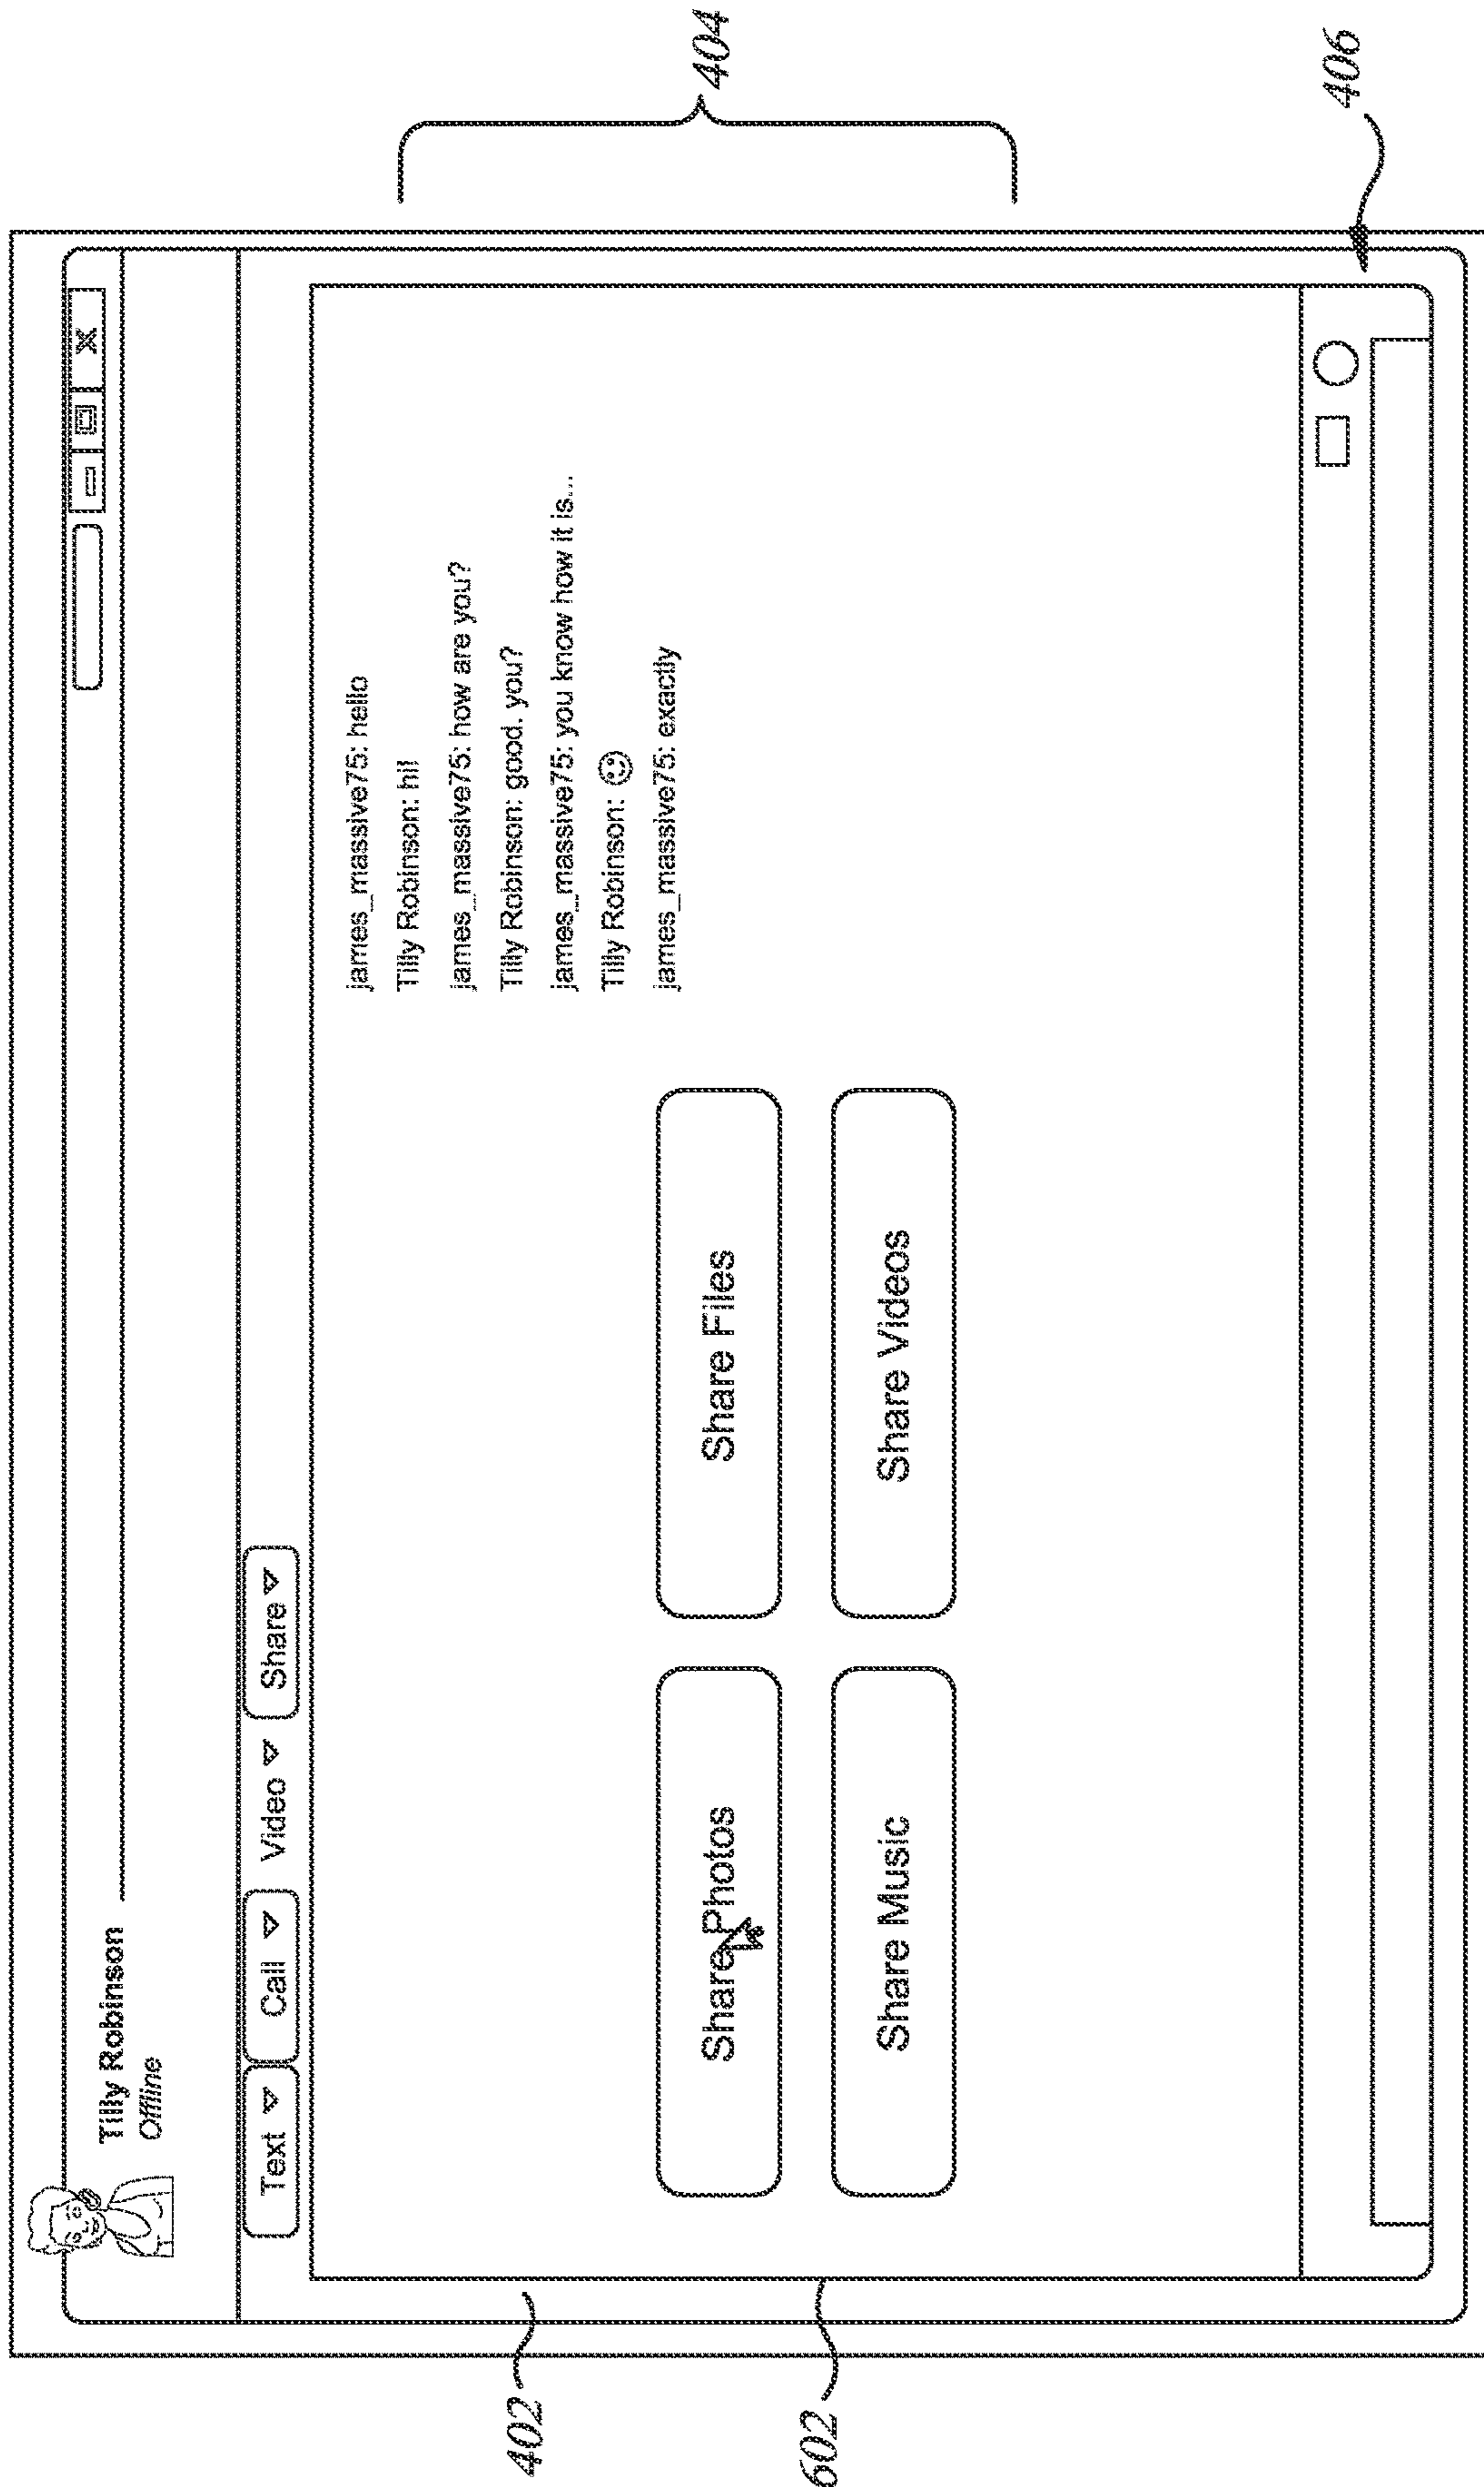 Tilly Robinson
Offline
X
Text Call Video Share
james_massive75: hello
Tilly Robinson: hi!
james_massive75: how are you?
Tilly Robinson: good. you?
james_massive75: you know how it is...
Tilly Robinson: ☺
james_massive75: exactly
Share Photos
Share Files
Share Music
Share Videos
402
602
404
406